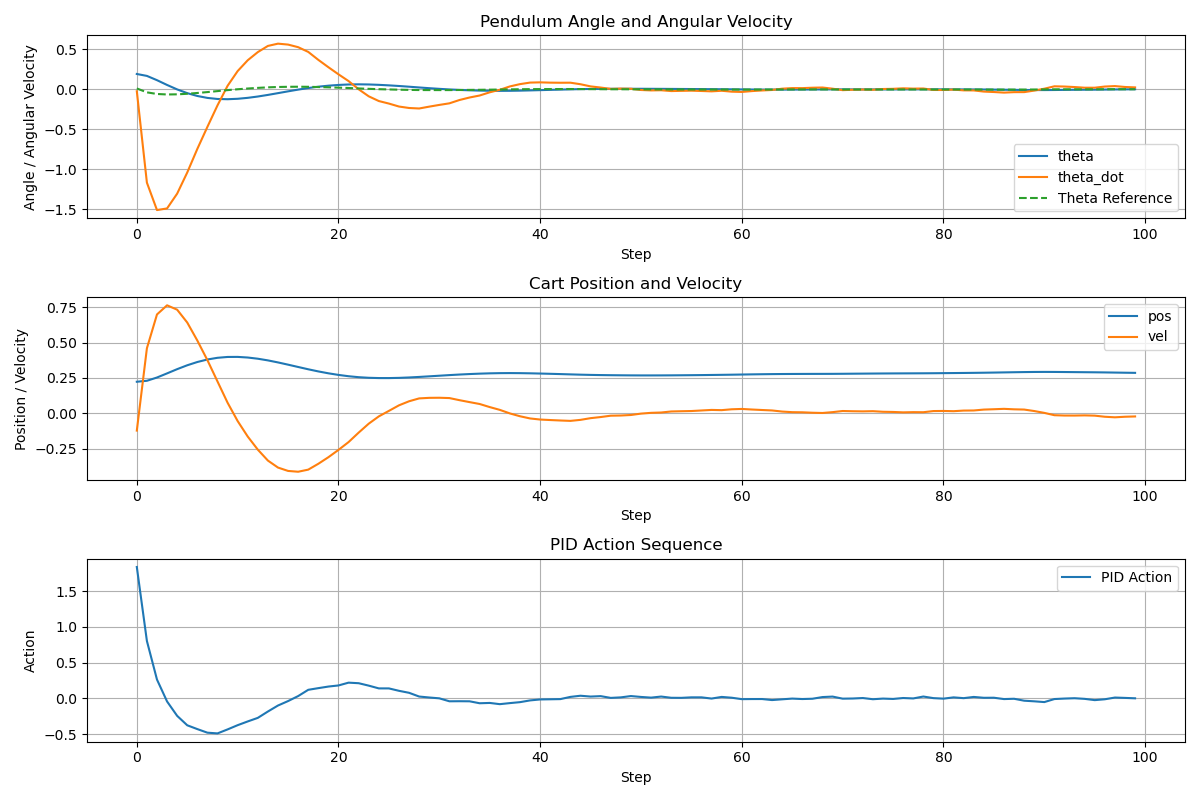 Pendulum Angle and Angular Velocity
Angle / Angular Velocity
0.5
0.0
−0.5
−1.0
−1.5
theta
theta_dot
Theta Reference
0 20 40 60 80 100
Step
Cart Position and Velocity
Position / Velocity
0.75
0.50
0.25
0.00
−0.25
pos
vel
0 20 40 60 80 100
Step
PID Action Sequence
Action
1.5
1.0
0.5
0.0
−0.5
PID Action
0 20 40 60 80 100
Step